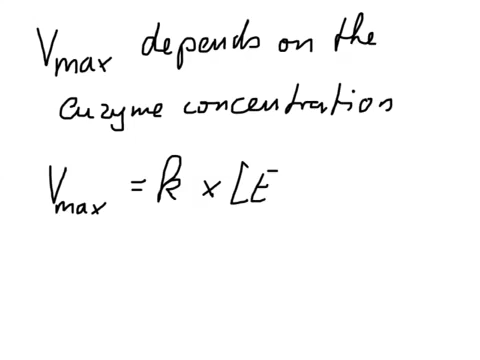 Vmax depends on the
enzyme concentration
Vmax = k × [E